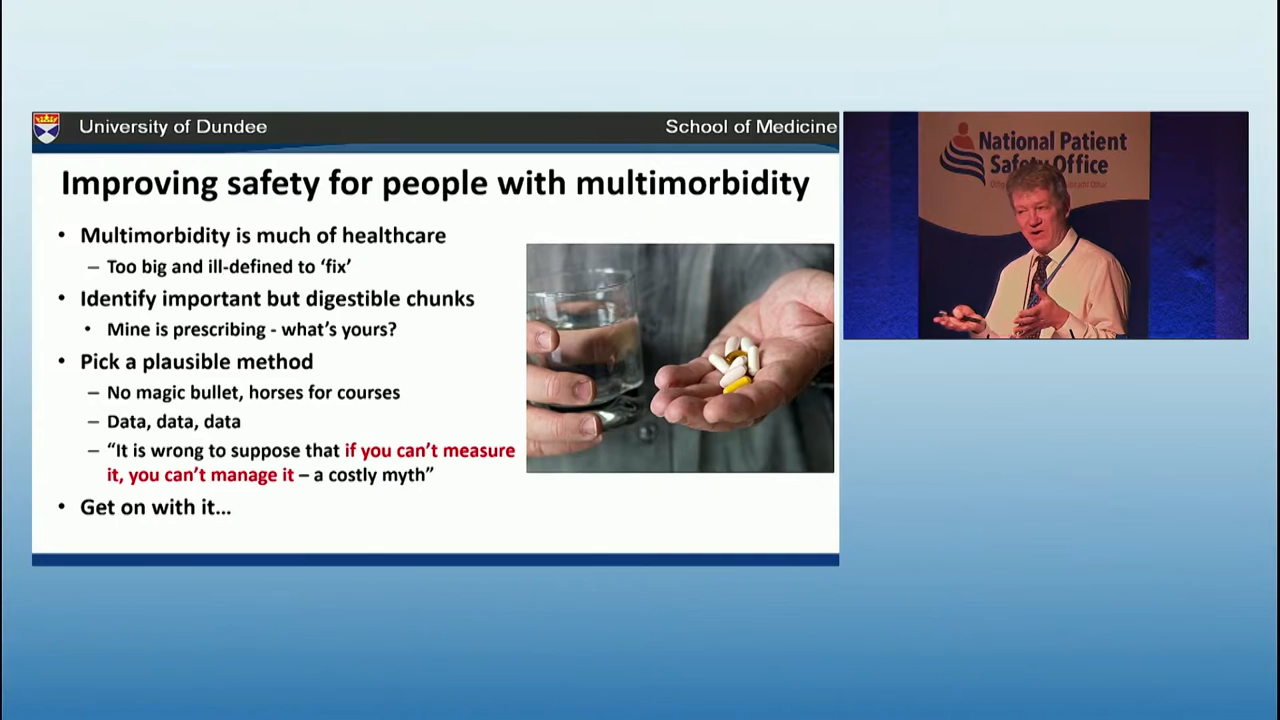 University of Dundee
School of Medicine
Improving safety for people with multimorbidity
• Multimorbidity is much of healthcare
– Too big and ill-defined to ‘fix’
• Identify important but digestible chunks
• Mine is prescribing - what’s yours?
• Pick a plausible method
– No magic bullet, horses for courses
– Data, data, data
– “It is wrong to suppose that if you can’t measure
it, you can’t manage it – a costly myth”
• Get on with it…
National Patient
Safety Office